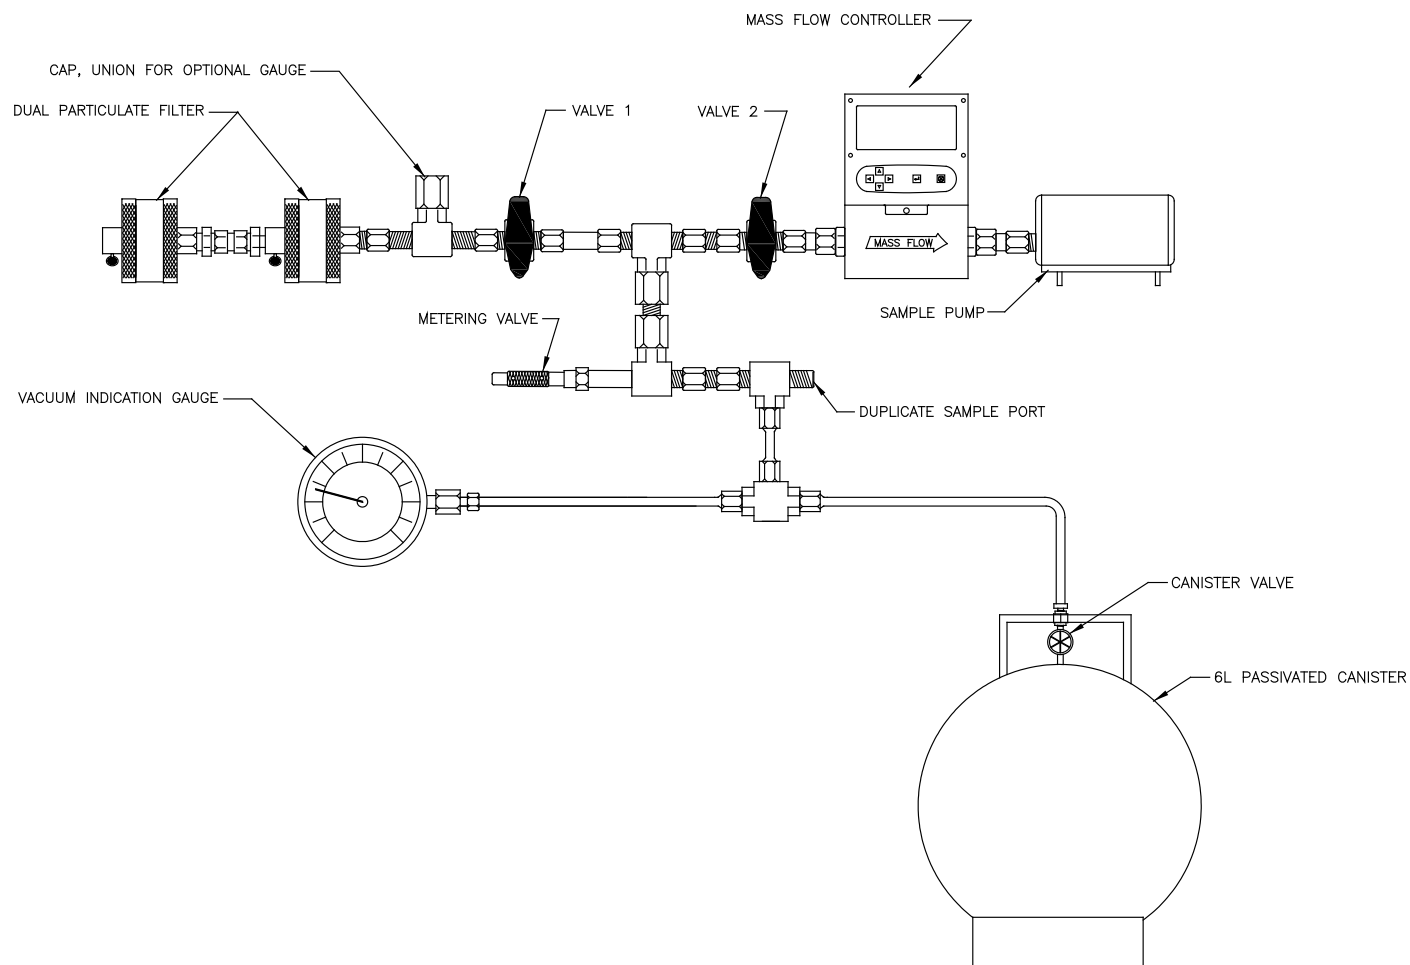 MASS FLOW CONTROLLER
CAP, UNION FOR OPTIONAL GAUGE
DUAL PARTICULATE FILTER
VALVE 1
VALVE 2
MASS FLOW
SAMPLE PUMP
METERING VALVE
VACUUM INDICATION GAUGE
DUPLICATE SAMPLE PORT
CANISTER VALVE
6L PASSIVATED CANISTER